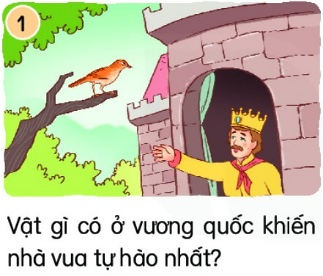 1
Vật gì có ở vương quốc khiến
nhà vua tự hào nhất?